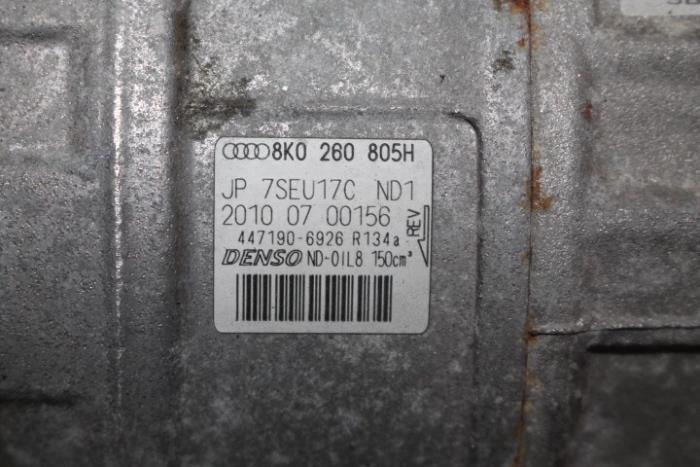 8K0 260 805H
JP 7SEU17C ND1
2010 07 00156
447190-6926 R134a
REV
DENSO ND-OIL8 150cm³